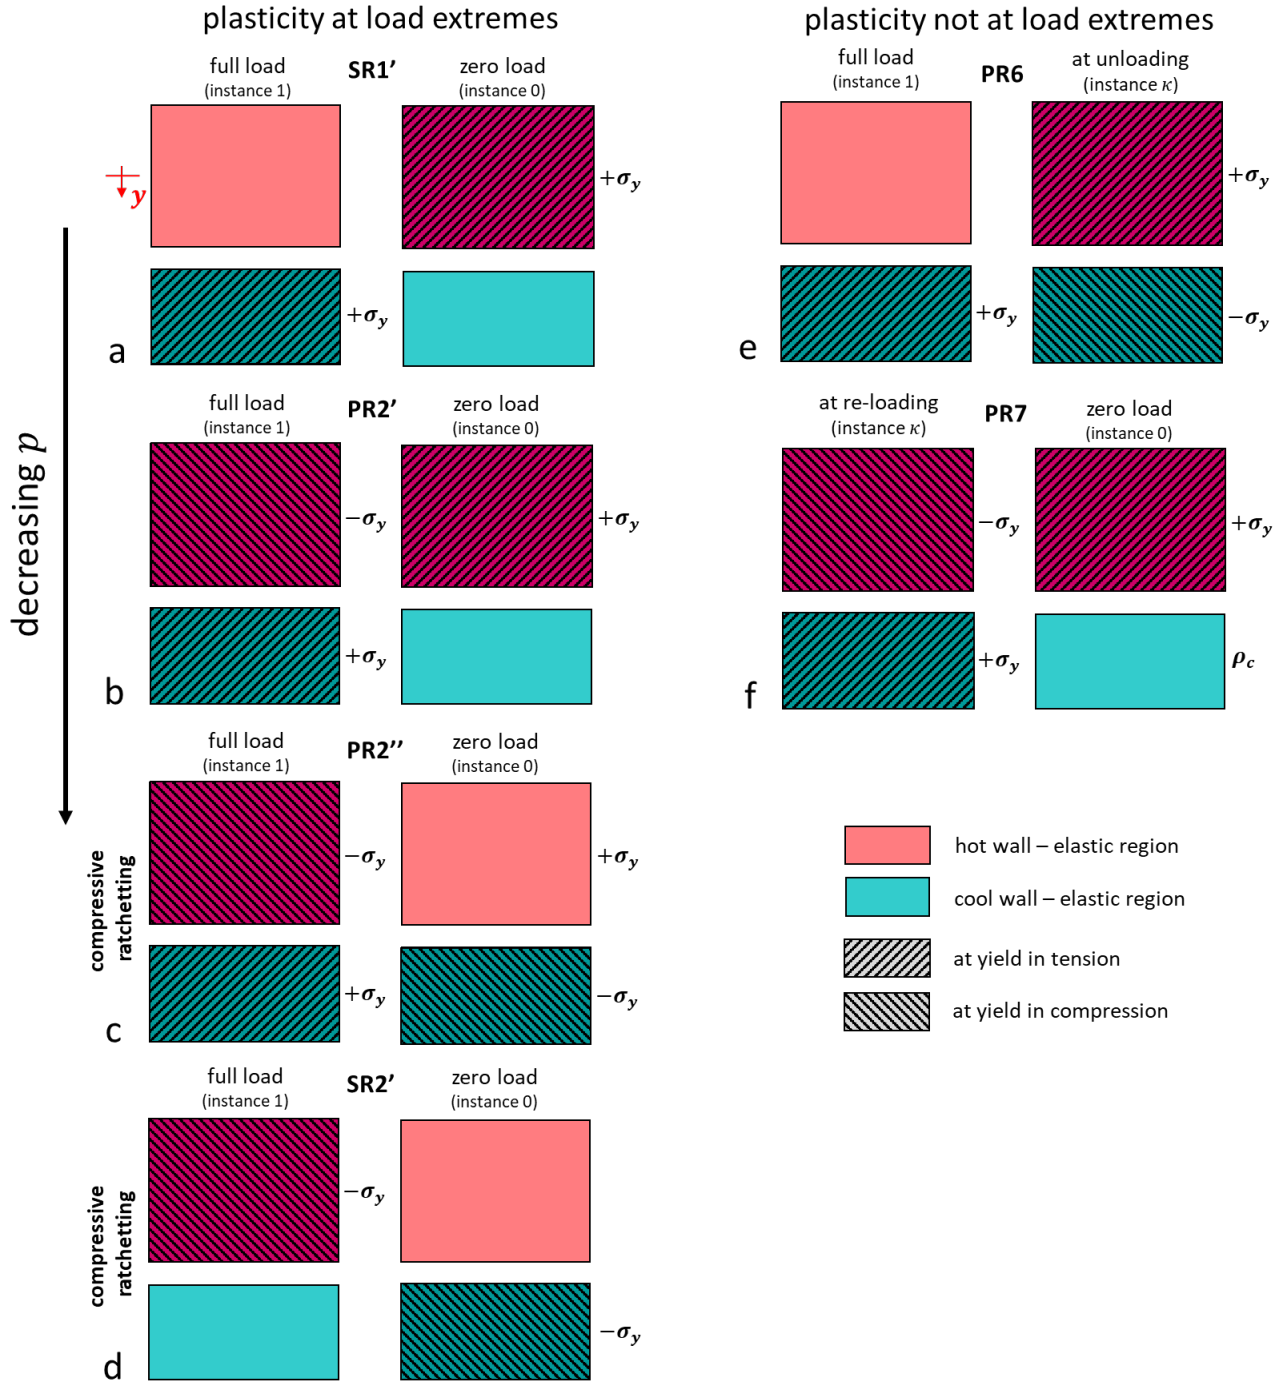 plasticity at load extremes
plasticity not at load extremes
full load
(instance 1)
SR1’
zero load
(instance 0)
y
+σy
+σy
a
decreasing p
full load
(instance 1)
PR2’
zero load
(instance 0)
−σy
+σy
+σy
b
full load
(instance 1)
PR2’’
zero load
(instance 0)
compressive
ratchetting
−σy
+σy
+σy
−σy
c
full load
(instance 1)
SR2’
zero load
(instance 0)
compressive
ratchetting
−σy
−σy
d
full load
(instance 1)
PR6
at unloading
(instance κ)
+σy
+σy
−σy
e
at re-loading
(instance κ)
PR7
zero load
(instance 0)
−σy
+σy
+σy
ρc
f
hot wall – elastic region
cool wall – elastic region
at yield in tension
at yield in compression